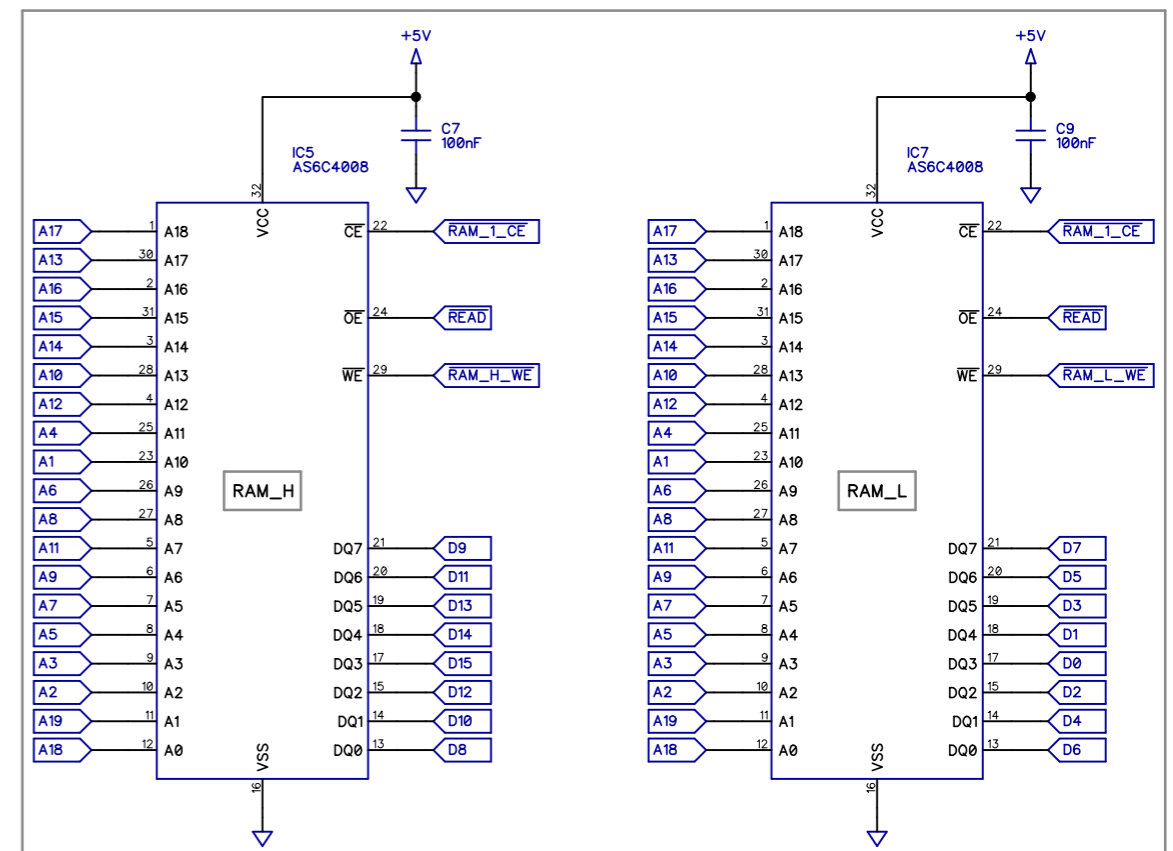 +5V
C7
100nF
IC5
AS6C4008
32
VCC
A17 1 A18
A13 30 A17
A16 2 A16
A15 31 A15
A14 3 A14
A10 28 A13
A12 4 A12
A4 25 A11
A1 23 A10
A6 26 A9
A8 27 A8
A11 5 A7
A9 6 A6
A7 7 A5
A5 8 A4
A3 9 A3
A2 10 A2
A19 11 A1
A18 12 A0
RAM_H
CE 22 RAM_1_CE
OE 24 READ
WE 29 RAM_H_WE
DQ7 21 D9
DQ6 20 D11
DQ5 19 D13
DQ4 18 D14
DQ3 17 D15
DQ2 15 D12
DQ1 14 D10
DQ0 13 D8
VSS
16
+5V
C9
100nF
IC7
AS6C4008
32
VCC
A17 1 A18
A13 30 A17
A16 2 A16
A15 31 A15
A14 3 A14
A10 28 A13
A12 4 A12
A4 25 A11
A1 23 A10
A6 26 A9
A8 27 A8
A11 5 A7
A9 6 A6
A7 7 A5
A5 8 A4
A3 9 A3
A2 10 A2
A19 11 A1
A18 12 A0
RAM_L
CE 22 RAM_1_CE
OE 24 READ
WE 29 RAM_L_WE
DQ7 21 D7
DQ6 20 D5
DQ5 19 D3
DQ4 18 D1
DQ3 17 D0
DQ2 15 D2
DQ1 14 D4
DQ0 13 D6
VSS
16